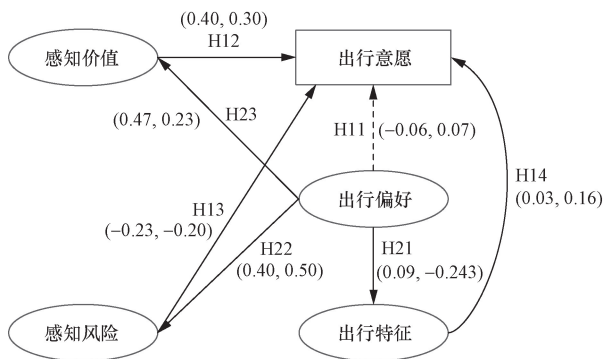 (0.40, 0.30)
H12
感知价值
出行意愿
(0.47, 0.23)
H23
H11
(−0.06, 0.07)
H14
(0.03, 0.16)
出行偏好
H13
(−0.23, −0.20)
H22
(0.40, 0.50)
H21
(0.09, −0.243)
感知风险
出行特征